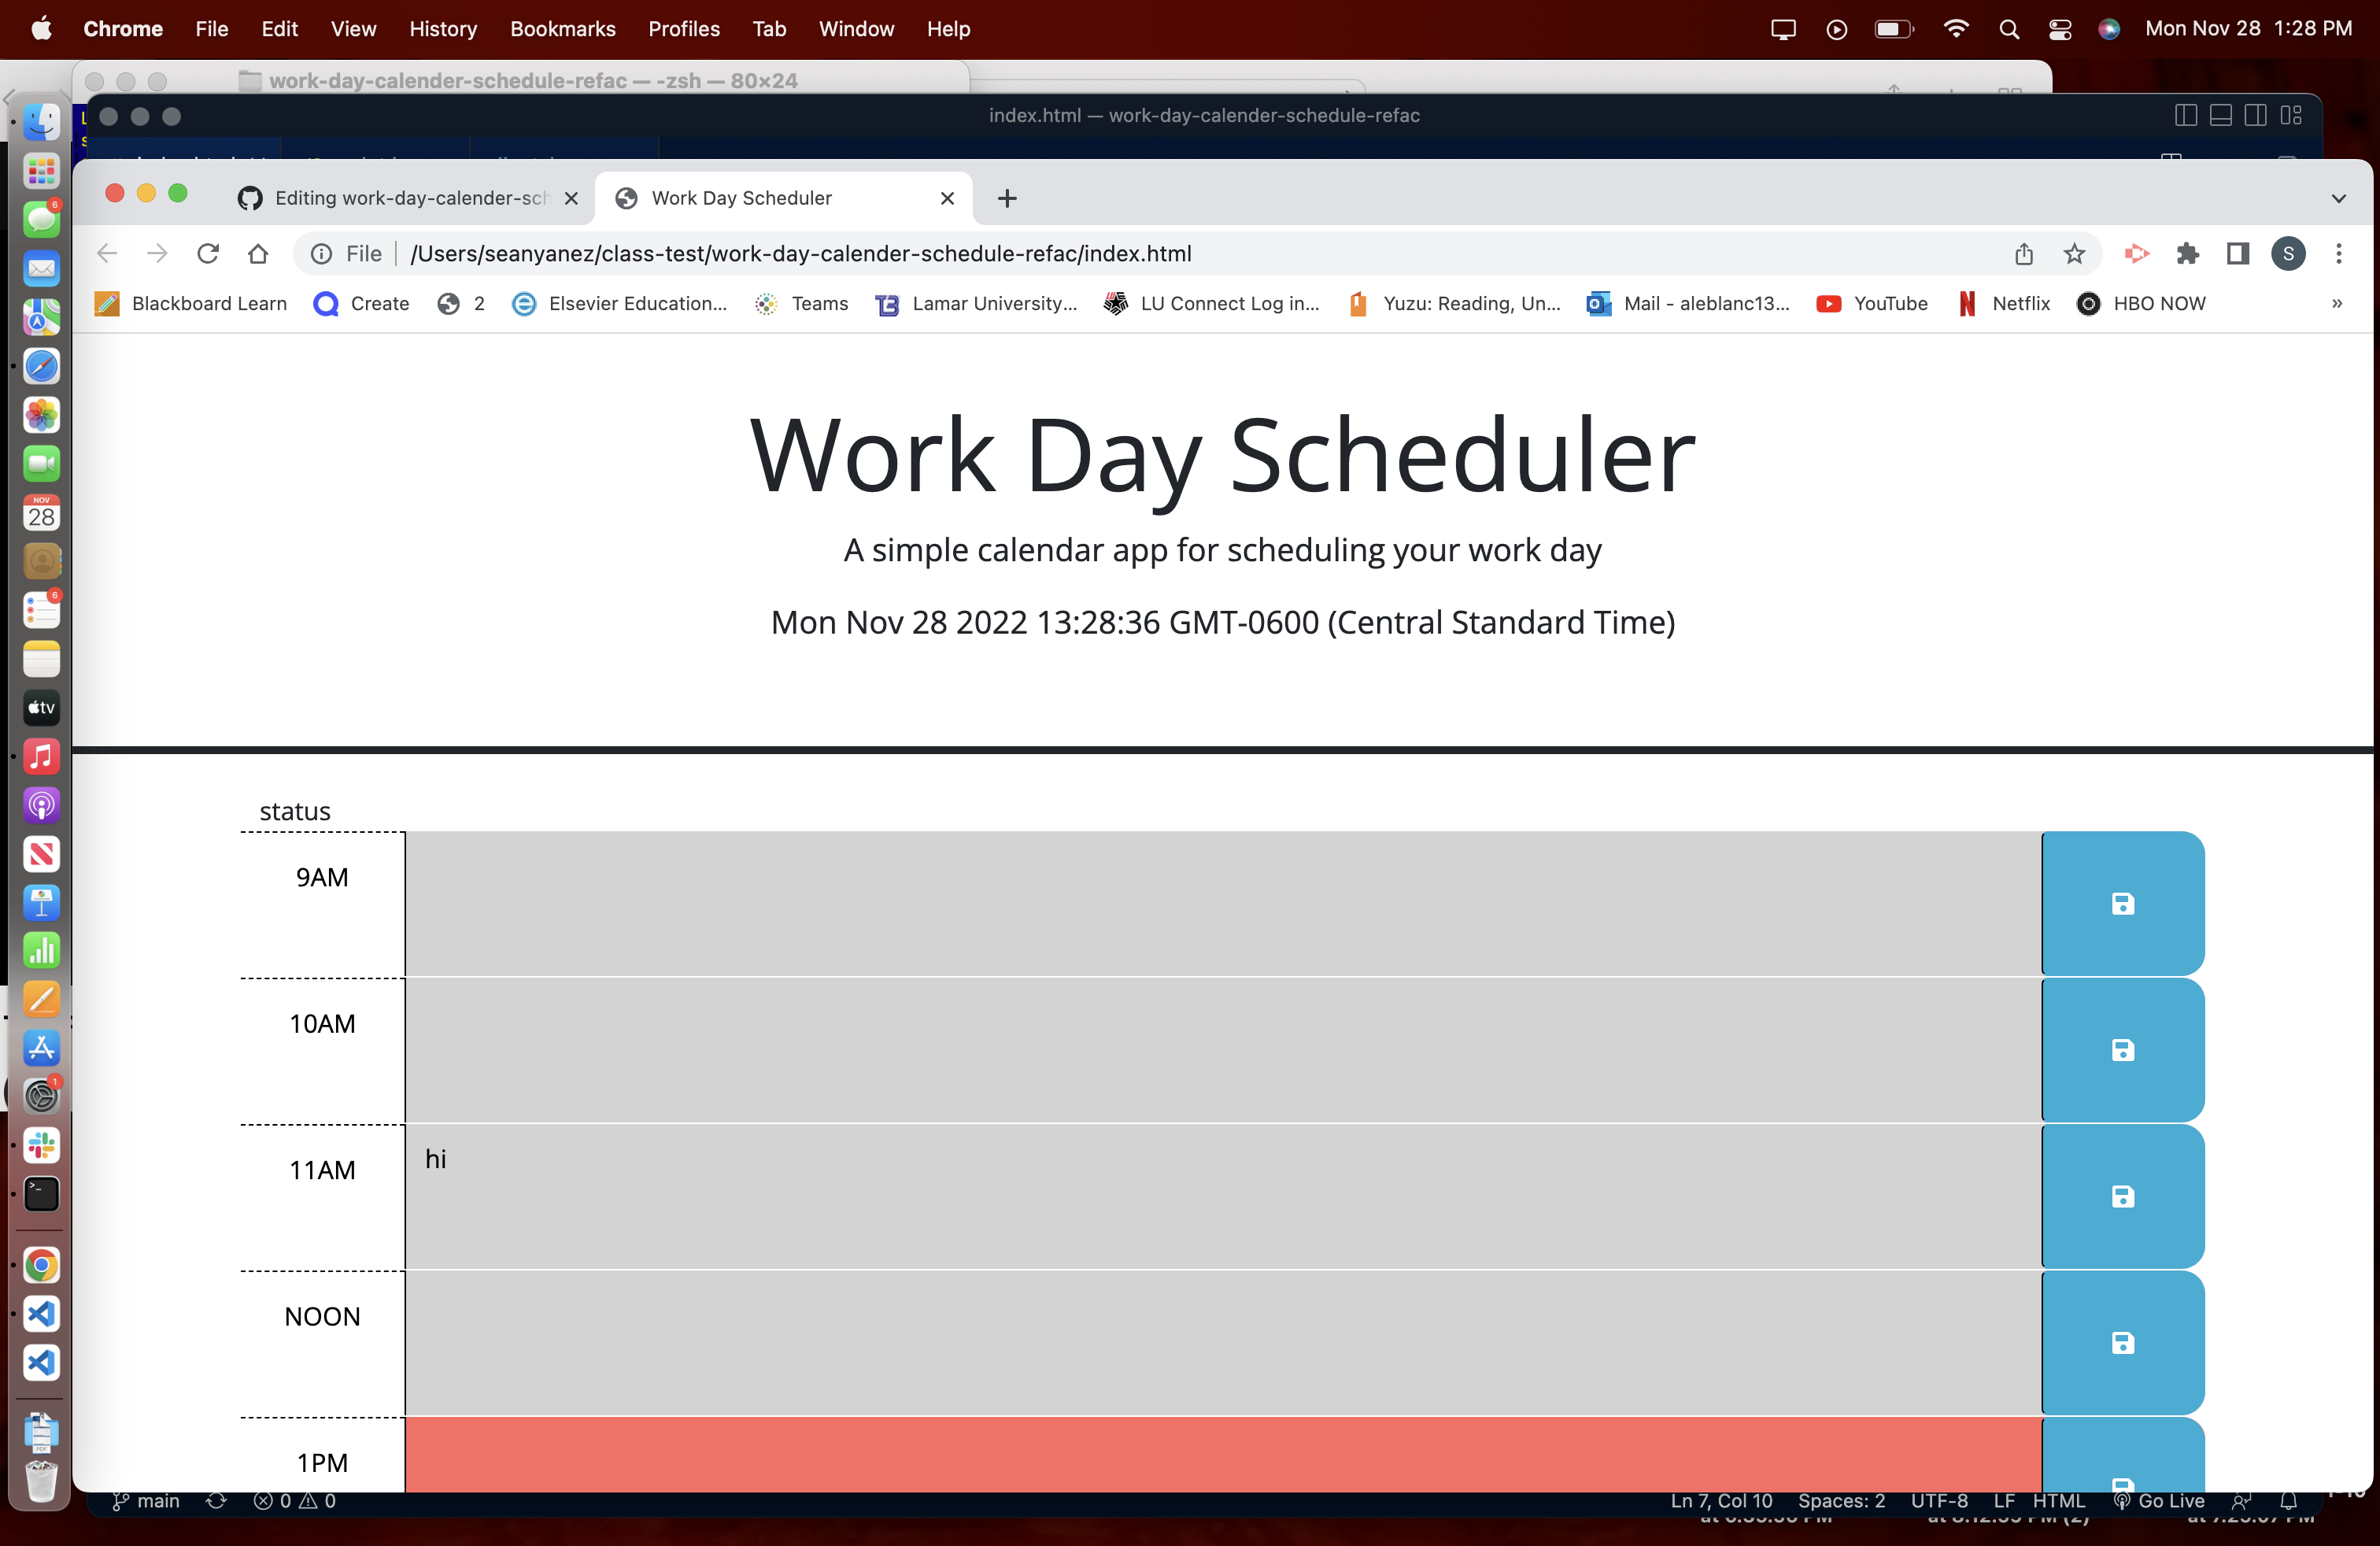 Chrome File Edit View History Bookmarks Profiles Tab Window Help Mon Nov 28 1:28 PM
work-day-calender-schedule-refac — -zsh — 80×24
index.html — work-day-calender-schedule-refac
Editing work-day-calender-sch Work Day Scheduler
File /Users/seanyanez/class-test/work-day-calender-schedule-refac/index.html S
Blackboard Learn Create 2 Elsevier Education... Teams Lamar University... LU Connect Log in... Yuzu: Reading, Un... Mail - aleblanc13... YouTube Netflix HBO NOW »
6
NOV
28
6
tv
1
PDF
Work Day Scheduler
A simple calendar app for scheduling your work day
Mon Nov 28 2022 13:28:36 GMT-0600 (Central Standard Time)
status
9AM
10AM
11AM hi
NOON
1PM
main 0 0 Ln 7, Col 10 Spaces: 2 UTF-8 LF HTML Go Live